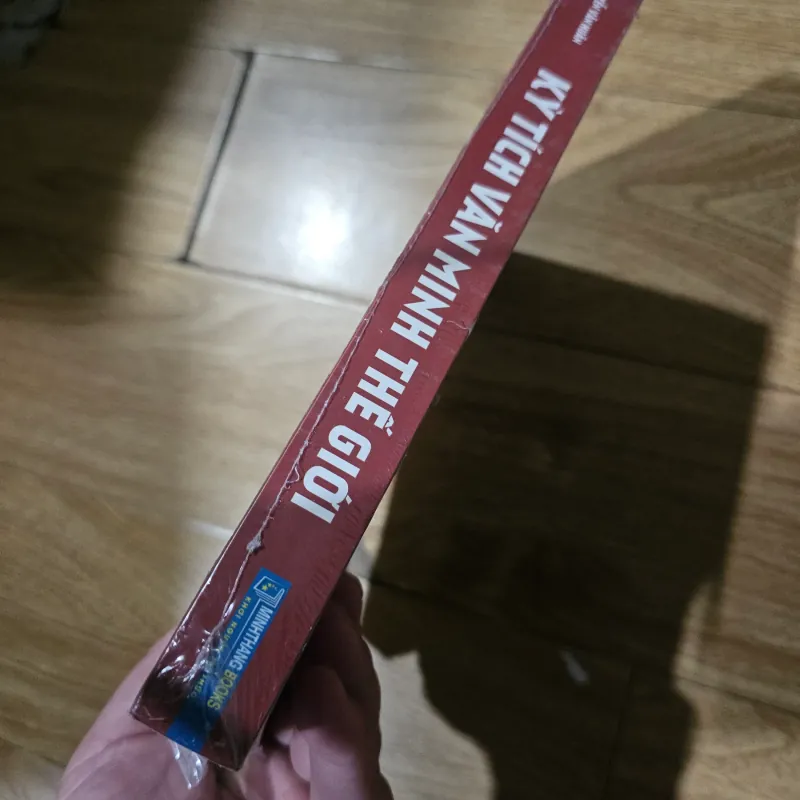 KỲ TÍCH VĂN MINH THẾ GIỚI
MINHTHANG BOOKS